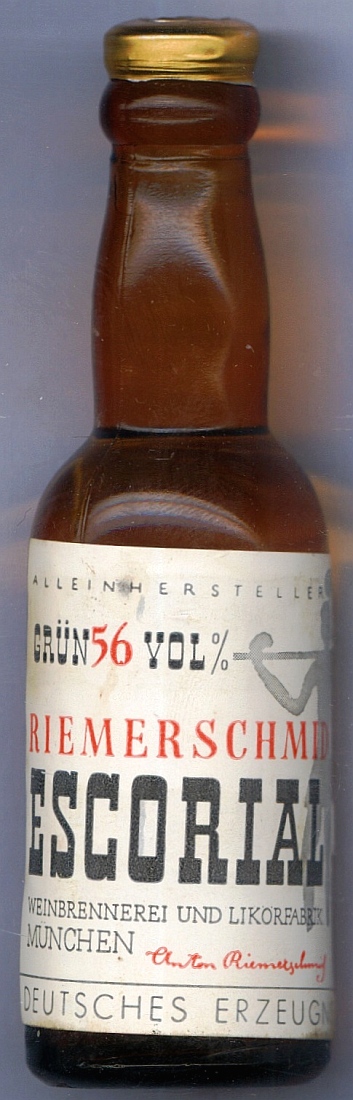 ALLEINHERSTELLER
GRÜN 56 VOL%
RIEMERSCHMID
ESCORIAL
WEINBRENNEREI UND LIKÖRFABRIK
MÜNCHEN
Anton Riemerschmid
DEUTSCHES ERZEUGN